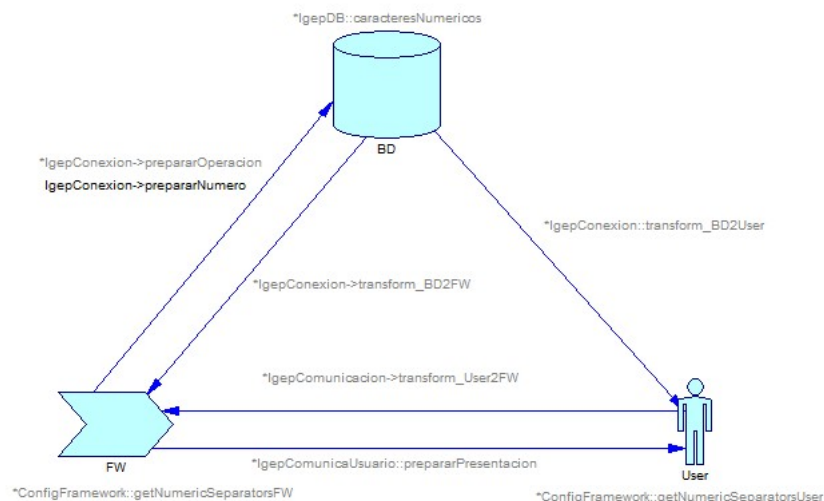 *IgepDB::caracteresNumericos
BD
*IgepConexion->prepararOperacion
IgepConexion->prepararNumero
*IgepConexion::transform_BD2User
*IgepConexion->transform_BD2FW
*IgepComunicacion->transform_User2FW
FW
*IgepComunicaUsuario::prepararPresentacion
User
*ConfigFramework::getNumericSeparatorsFW
*ConfigFramework::getNumericSeparatorsUser